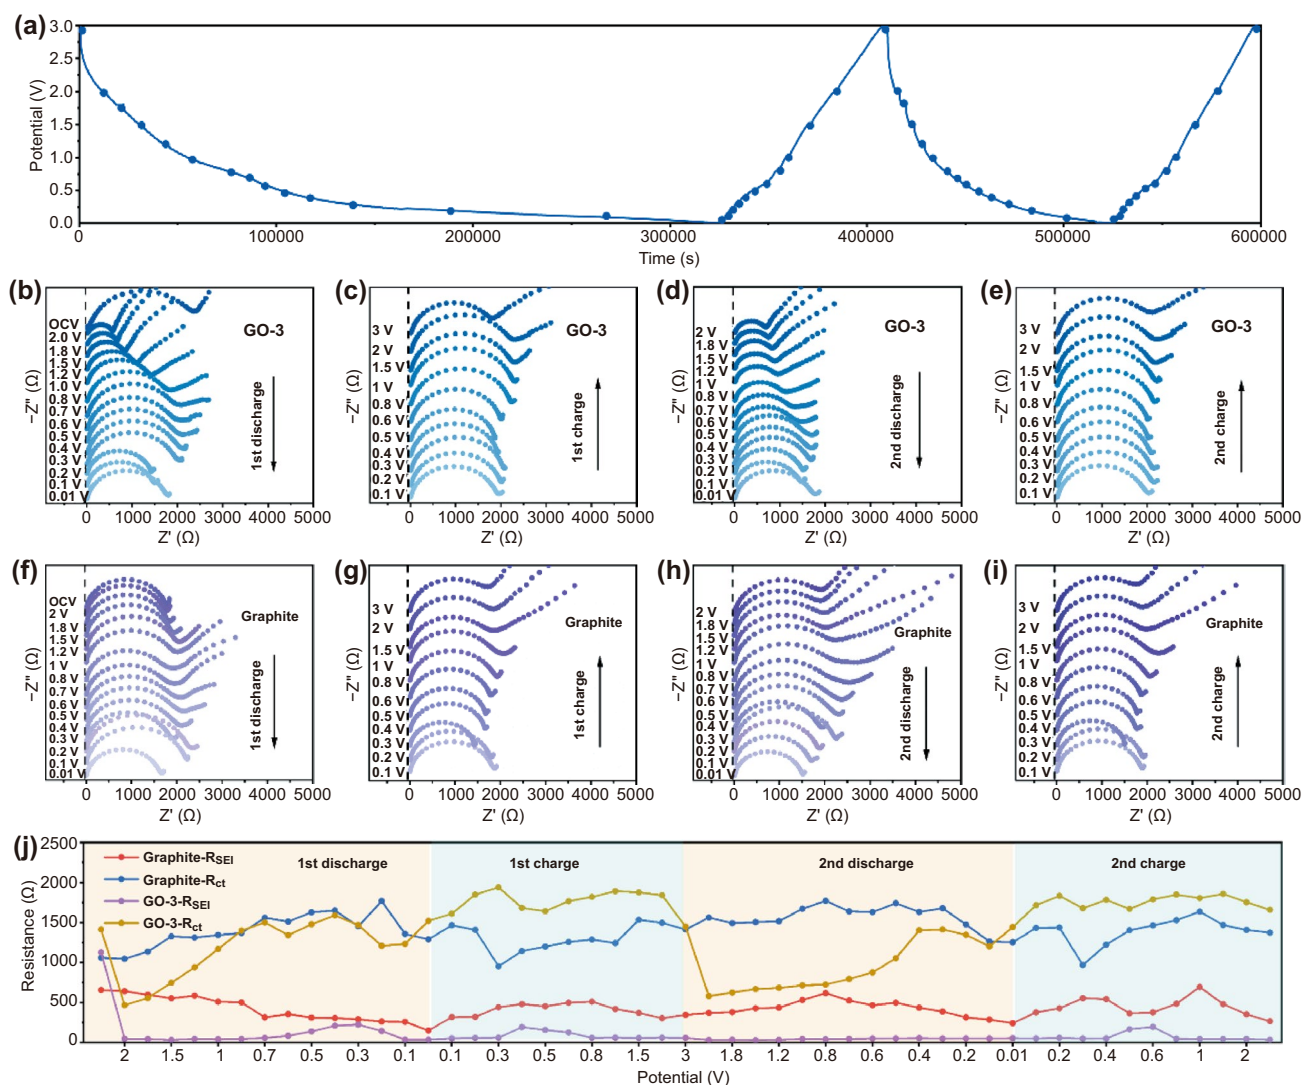 (a)
3.0
2.5
2.0
1.5
1.0
0.5
0.0
Potential (V)
0 100000 200000 300000 400000 500000 600000
Time (s)
(b)
OCV
2.0 V
1.8 V
1.5 V
1.2 V
1.0 V
0.8 V
0.7 V
0.6 V
0.5 V
0.4 V
0.3 V
0.2 V
0.1 V
0.01 V
GO-3
1st discharge
-Z" (Ω)
0 1000 2000 3000 4000 5000
Z' (Ω)
(c)
3 V
2 V
1.5 V
1 V
0.8 V
0.6 V
0.5 V
0.4 V
0.3 V
0.1 V
GO-3
1st charge
-Z" (Ω)
0 1000 2000 3000 4000 5000
Z' (Ω)
(d)
2 V
1.8 V
1.5 V
1.2 V
1 V
0.8 V
0.7 V
0.6 V
0.5 V
0.4 V
0.3 V
0.2 V
0.1 V
0.01 V
GO-3
2nd discharge
-Z" (Ω)
0 1000 2000 3000 4000 5000
Z' (Ω)
(e)
3 V
2 V
1.5 V
1 V
0.8 V
0.6 V
0.5 V
0.4 V
0.3 V
0.2 V
0.1 V
GO-3
2nd charge
-Z" (Ω)
0 1000 2000 3000 4000 5000
Z' (Ω)
(f)
OCV
2 V
1.8 V
1.5 V
1.2 V
1 V
0.8 V
0.7 V
0.6 V
0.5 V
0.4 V
0.3 V
0.2 V
0.1 V
0.01 V
Graphite
1st discharge
-Z" (Ω)
0 1000 2000 3000 4000 5000
Z' (Ω)
(g)
3 V
2 V
1.5 V
1 V
0.8 V
0.6 V
0.5 V
0.4 V
0.3 V
0.2 V
0.1 V
Graphite
1st charge
-Z" (Ω)
0 1000 2000 3000 4000 5000
Z' (Ω)
(h)
2 V
1.8 V
1.5 V
1.2 V
1 V
0.8 V
0.7 V
0.6 V
0.5 V
0.4 V
0.3 V
0.2 V
0.1 V
0.01 V
Graphite
2nd discharge
-Z" (Ω)
0 1000 2000 3000 4000 5000
Z' (Ω)
(i)
3 V
2 V
1.5 V
1 V
0.8 V
0.6 V
0.5 V
0.4 V
0.3 V
0.2 V
0.1 V
Graphite
2nd charge
-Z" (Ω)
0 1000 2000 3000 4000 5000
Z' (Ω)
(j)
2500
2000
1500
1000
500
0
Resistance (Ω)
Graphite-RSEI
Graphite-Rct
GO-3-RSEI
GO-3-Rct
1st discharge
1st charge
2nd discharge
2nd charge
2 1.5 1 0.7 0.5 0.3 0.1 0.1 0.3 0.5 0.8 1.5 3 1.8 1.2 0.8 0.6 0.4 0.2 0.01 0.2 0.4 0.6 1 2
Potential (V)